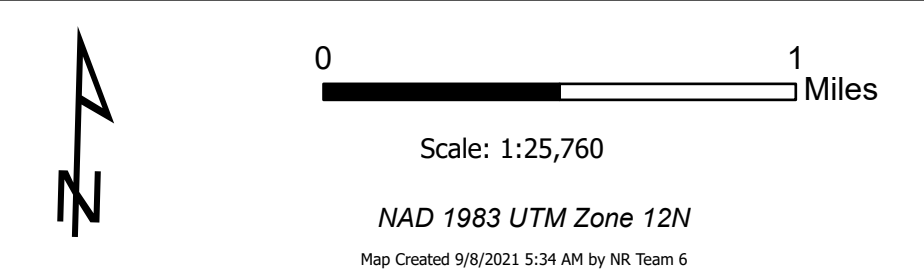 0 1
Miles
Scale: 1:25,760
N
NAD 1983 UTM Zone 12N
Map Created 9/8/2021 5:34 AM by NR Team 6